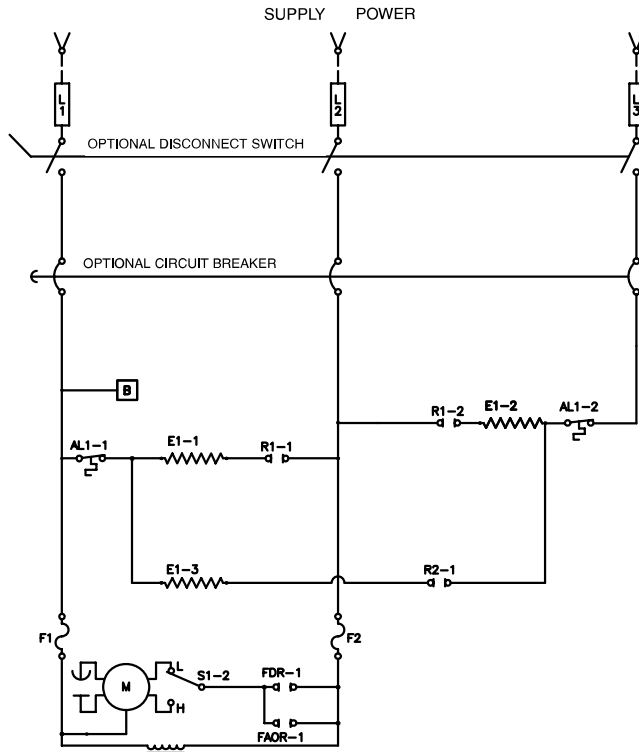 SUPPLY POWER
L1
L2
L3
OPTIONAL DISCONNECT SWITCH
OPTIONAL CIRCUIT BREAKER
B
R1-2
E1-2
AL1-2
AL1-1
E1-1
R1-1
E1-3
R2-1
F1
F2
M
L
S1-2
FDR-1
H
FAOR-1